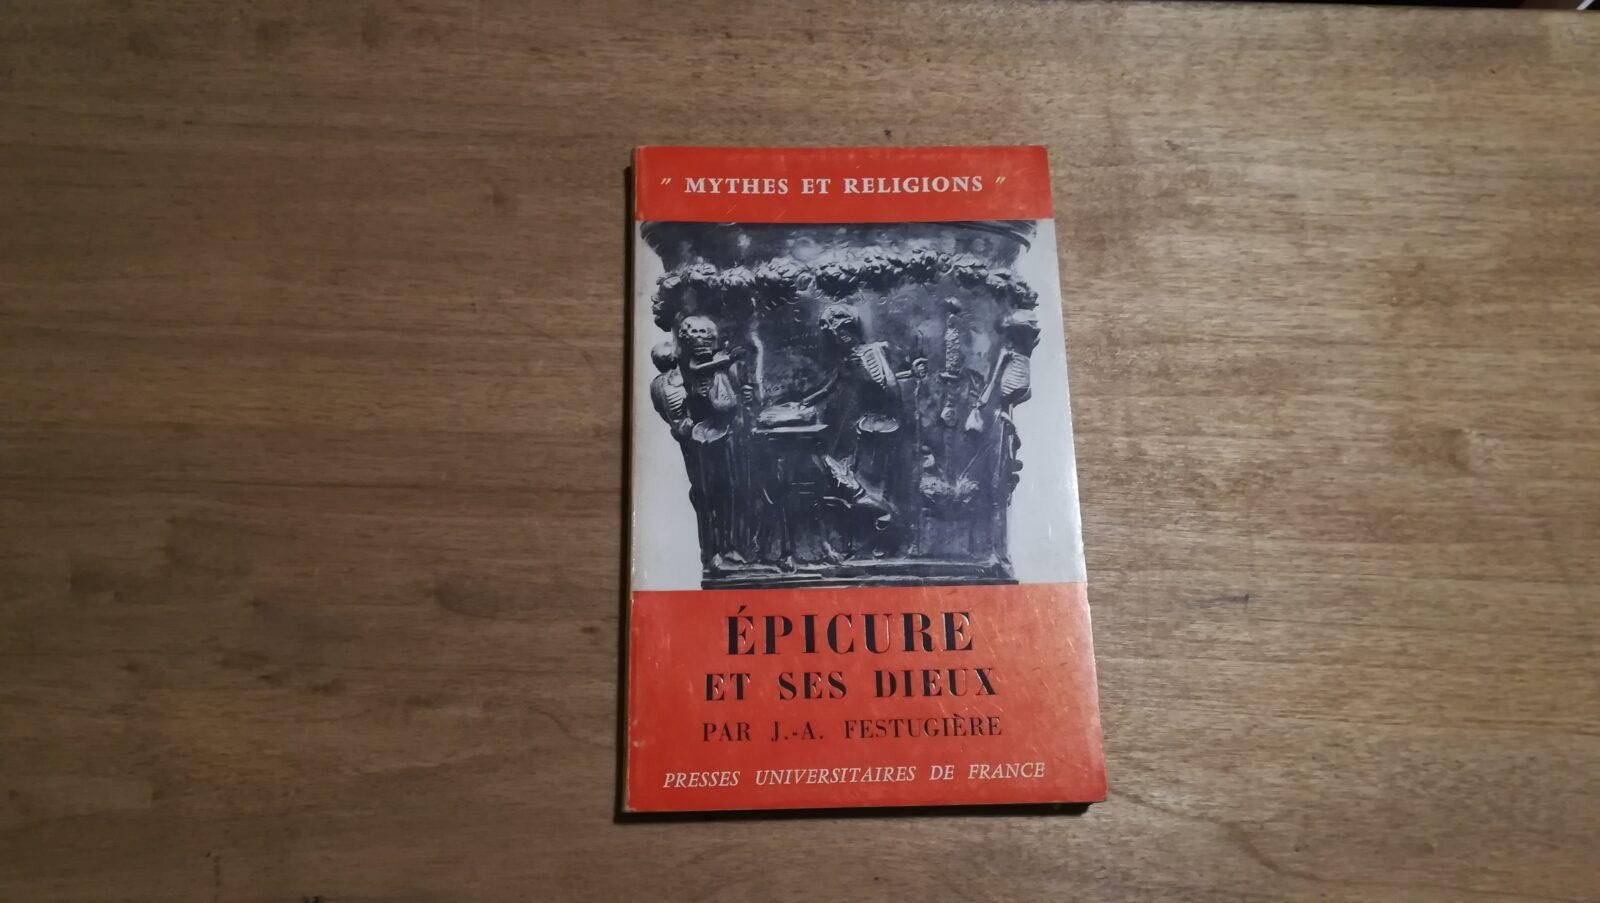 " MYTHES ET RELIGIONS "
ÉPICURE
ET SES DIEUX
PAR J.-A. FESTUGIÈRE
PRESSES UNIVERSITAIRES DE FRANCE